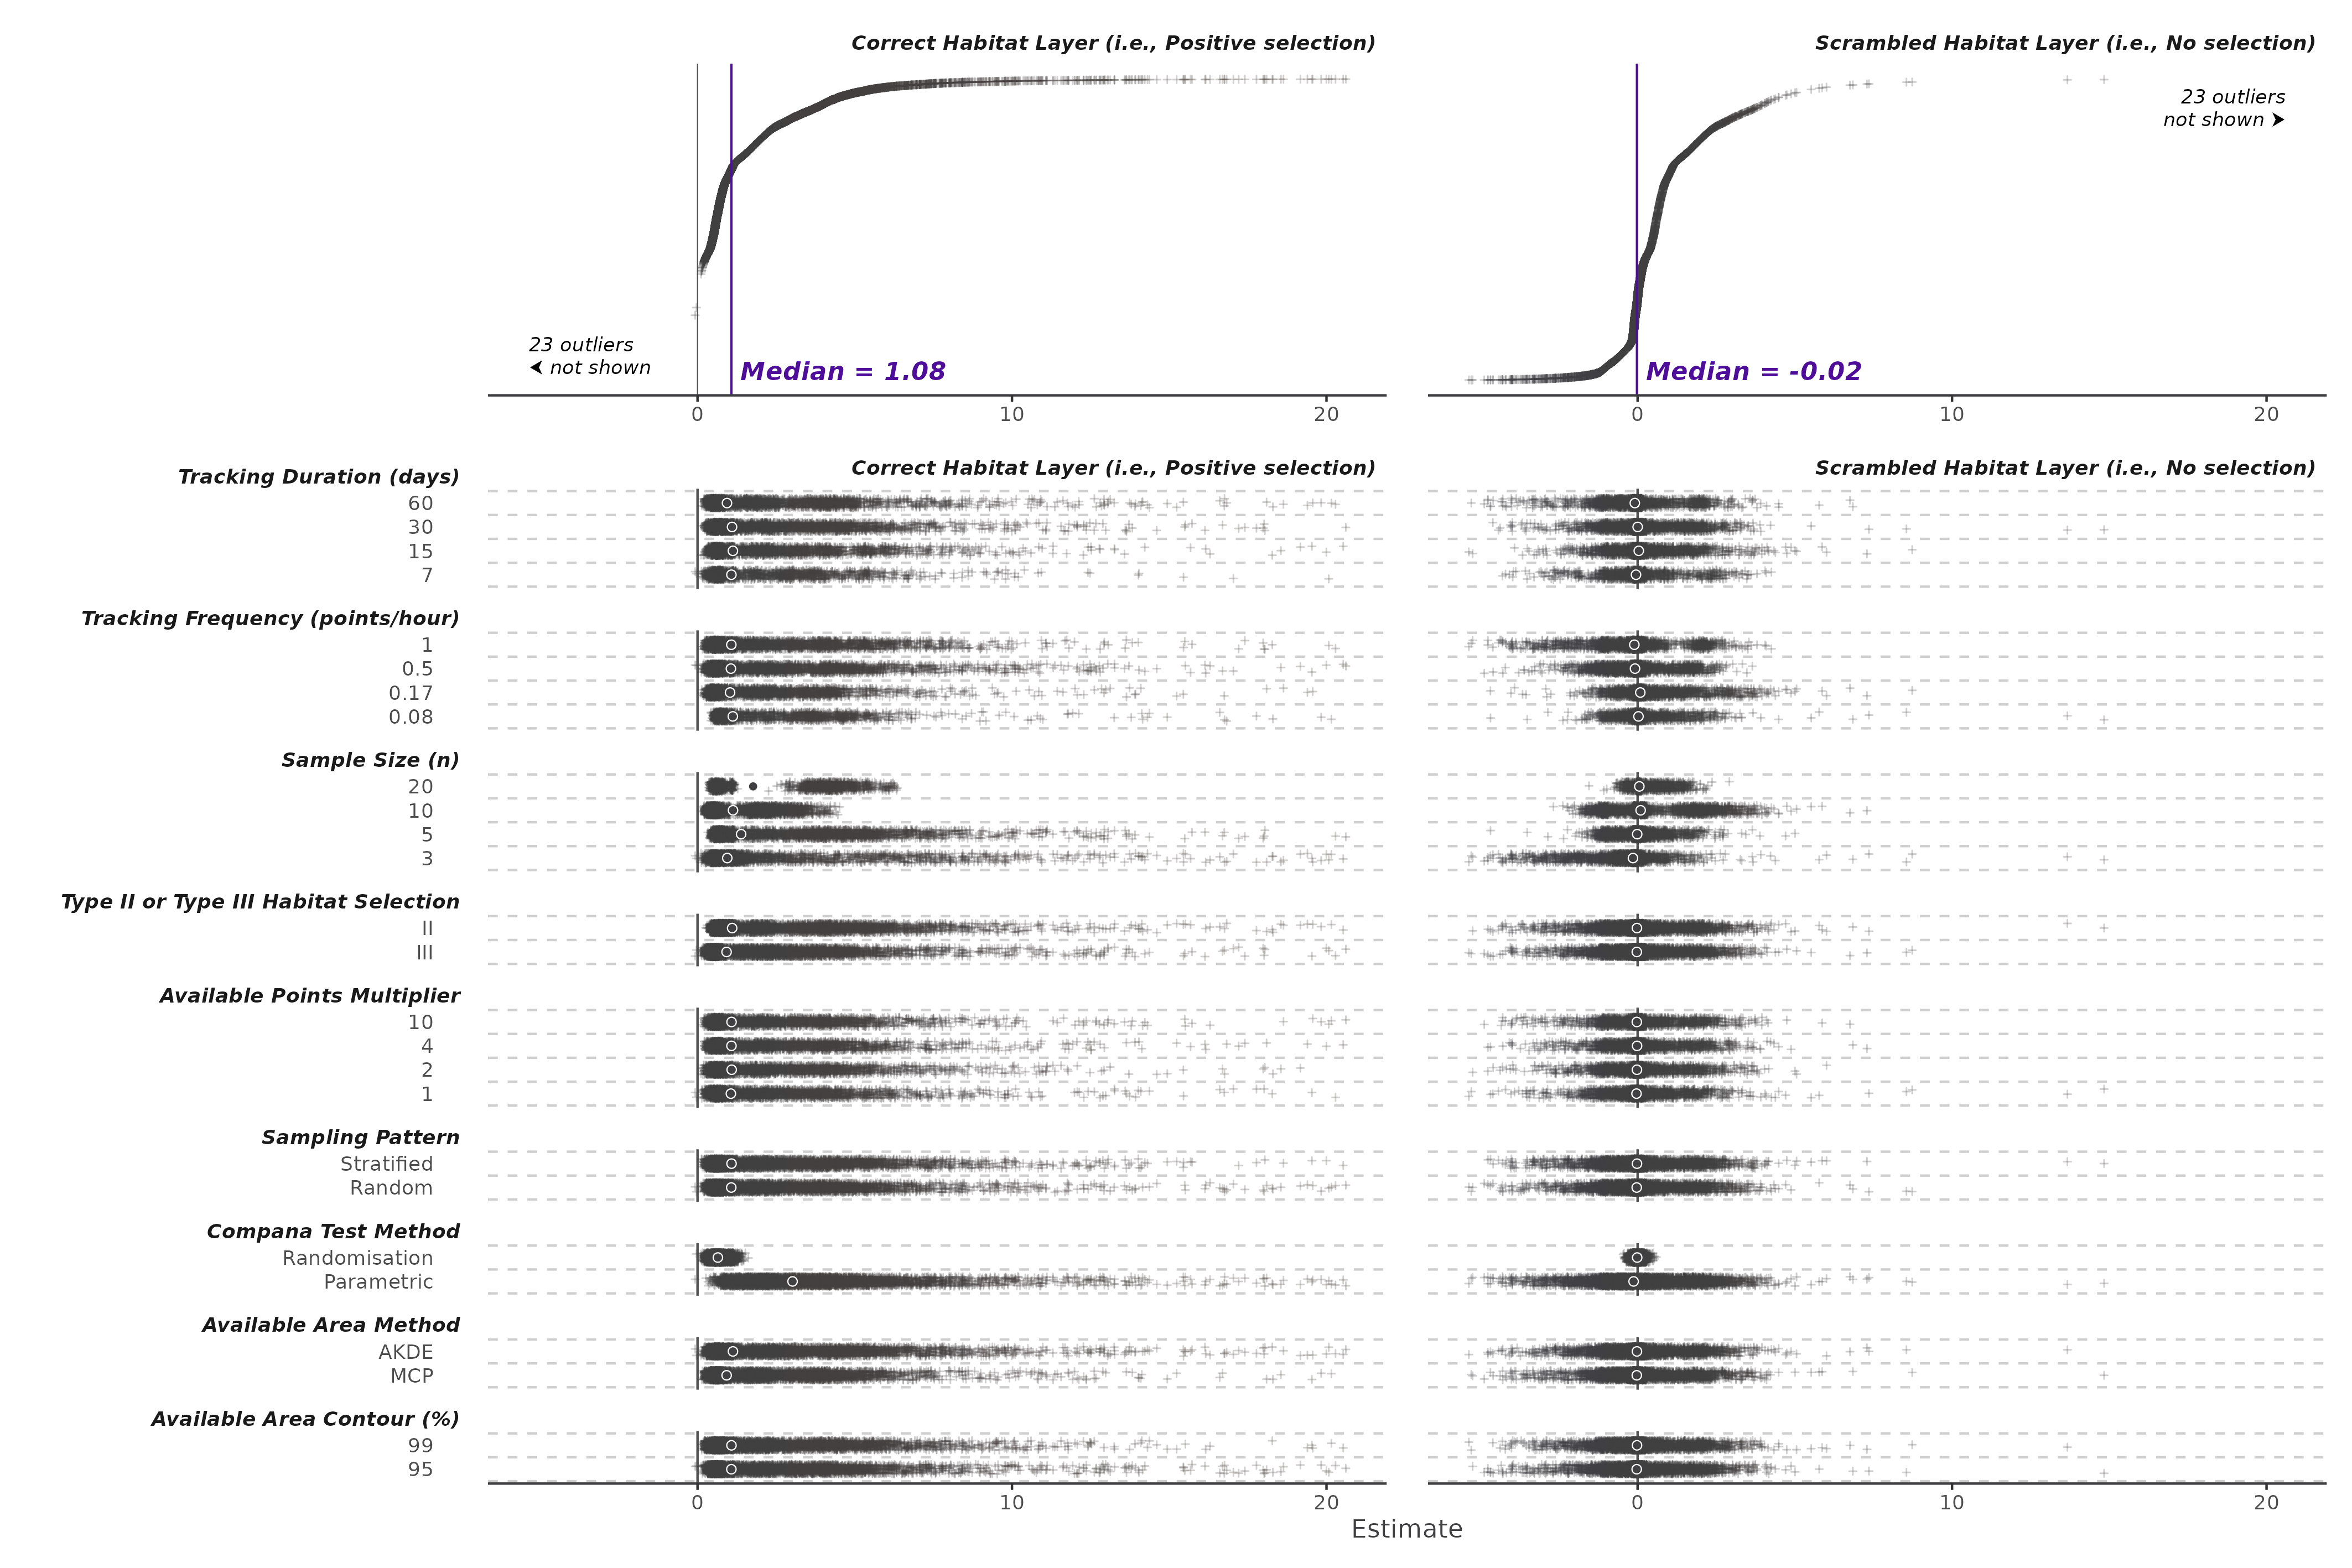 Correct Habitat Layer (i.e., Positive selection)
Scrambled Habitat Layer (i.e., No selection)
23 outliers
not shown ➤
23 outliers
⮜ not shown
Median = 1.08
Median = -0.02
0 10 20
0 10 20
Correct Habitat Layer (i.e., Positive selection)
Scrambled Habitat Layer (i.e., No selection)
Tracking Duration (days)
60
30
15
7
Tracking Frequency (points/hour)
1
0.5
0.17
0.08
Sample Size (n)
20
10
5
3
Type II or Type III Habitat Selection
II
III
Available Points Multiplier
10
4
2
1
Sampling Pattern
Stratified
Random
Compana Test Method
Randomisation
Parametric
Available Area Method
AKDE
MCP
Available Area Contour (%)
99
95
0 10 20
0 10 20
Estimate